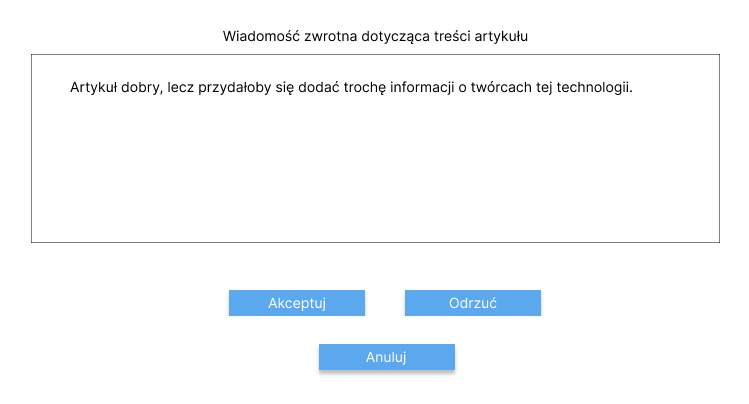 Wiadomość zwrotna dotycząca treści artykułu
Artykuł dobry, lecz przydałoby się dodać trochę informacji o twórcach tej technologii.
Akceptuj
Odrzuć
Anuluj